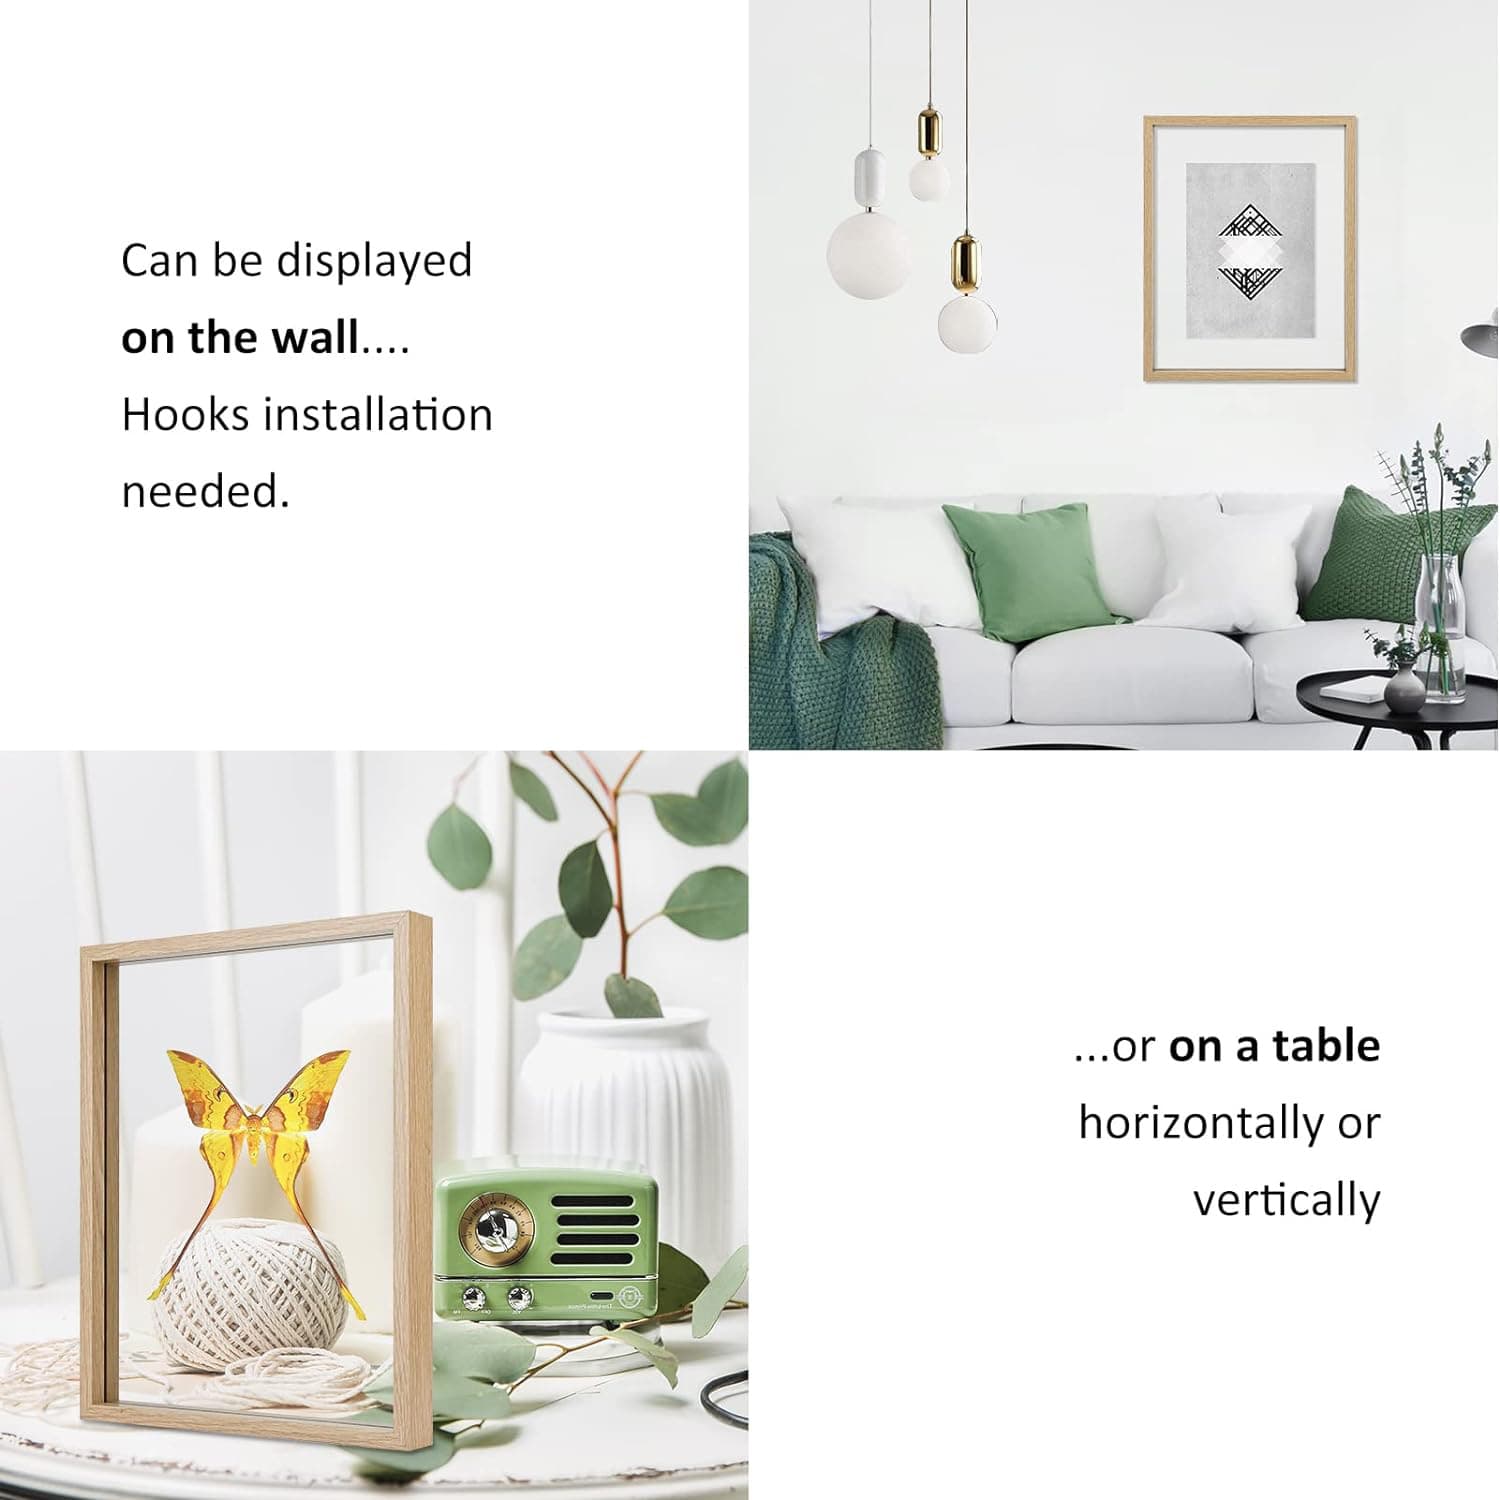 Can be displayed
on the wall....
Hooks installation
needed.
...or on a table
horizontally or
vertically